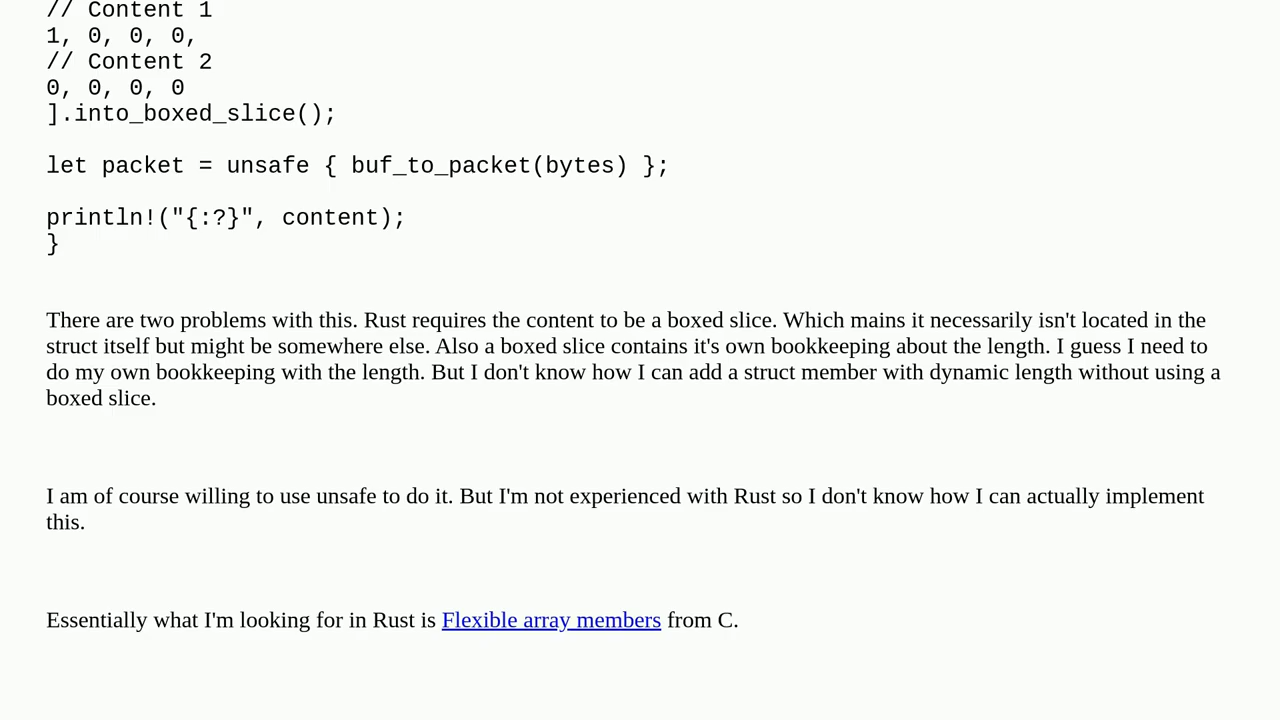 // Content 1
1, 0, 0, 0,
// Content 2
0, 0, 0, 0
].into_boxed_slice();
let packet = unsafe { buf_to_packet(bytes) };
println!("{:?}", content);
}
There are two problems with this. Rust requires the content to be a boxed slice. Which mains it necessarily isn't located in the
struct itself but might be somewhere else. Also a boxed slice contains it's own bookkeeping about the length. I guess I need to
do my own bookkeeping with the length. But I don't know how I can add a struct member with dynamic length without using a
boxed slice.
I am of course willing to use unsafe to do it. But I'm not experienced with Rust so I don't know how I can actually implement
this.
Essentially what I'm looking for in Rust is Flexible array members from C.